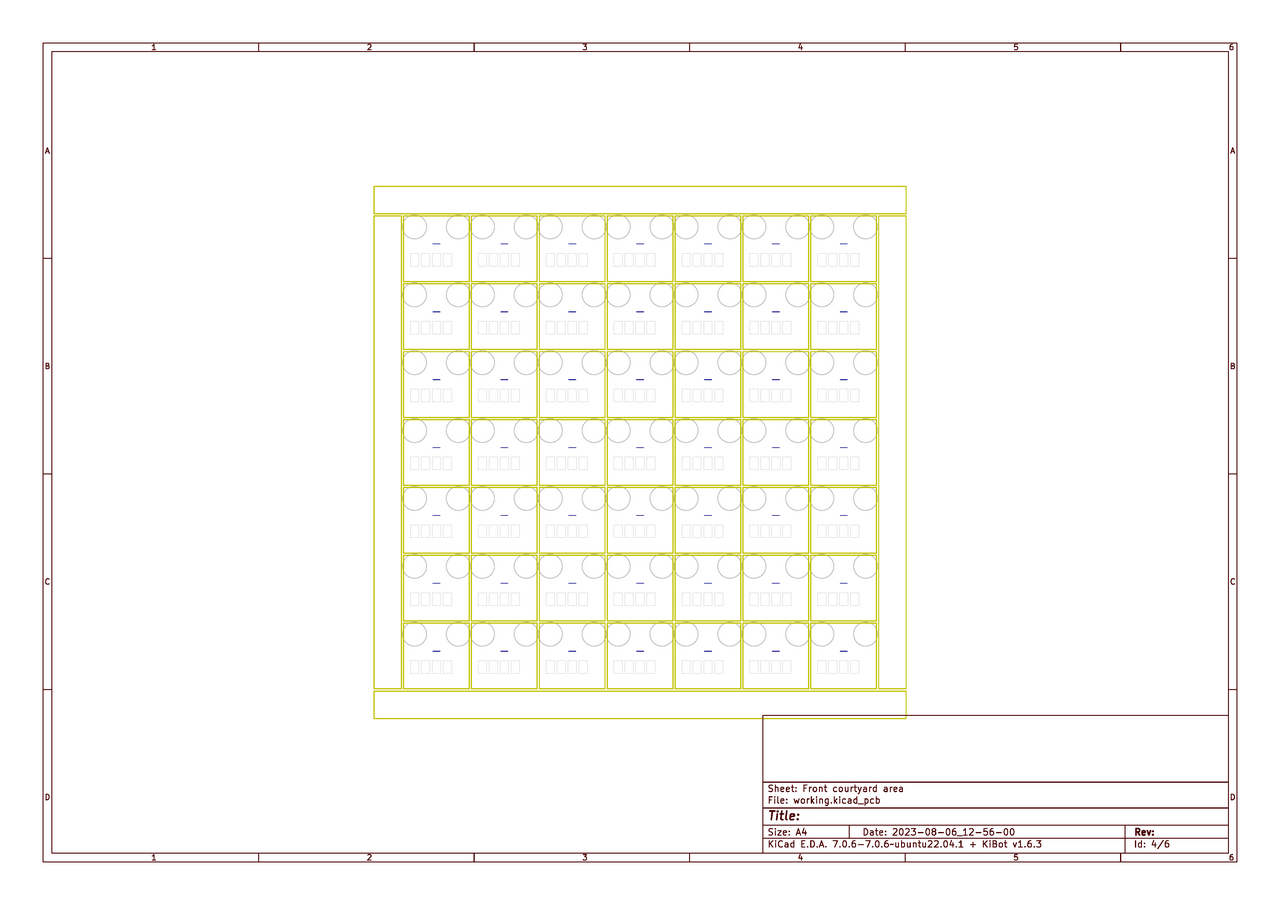 1 2 3 4 5 6
A A
B B
C C
D D
Sheet: Front courtyard area
File: working.kicad_pcb
Title:
Size: A4 Date: 2023-08-06_12-56-00 Rev:
KiCad E.D.A. 7.0.6-7.0.6~ubuntu22.04.1 + KiBot v1.6.3 Id: 4/6
1 2 3 4 5 6